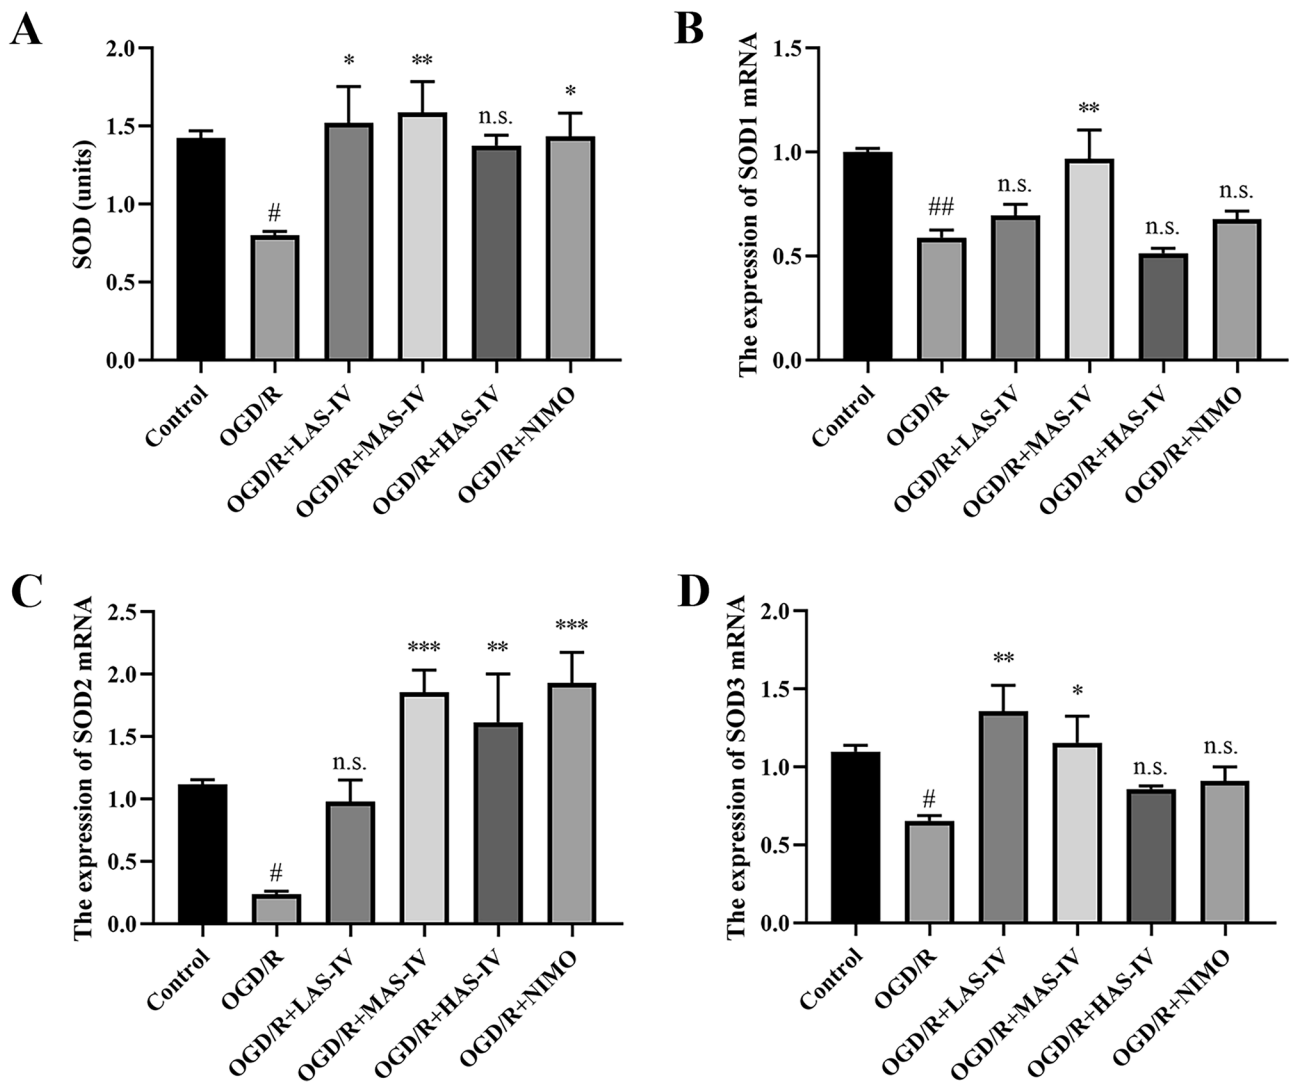 A
SOD (units)
2.0
1.5
1.0
0.5
0.0
#
*
**
n.s.
*
Control
OGD/R
OGD/R+LAS-IV
OGD/R+MAS-IV
OGD/R+HAS-IV
OGD/R+NIMO
B
The expression of SOD1 mRNA
1.5
1.0
0.5
0.0
##
n.s.
**
n.s.
n.s.
Control
OGD/R
OGD/R+LAS-IV
OGD/R+MAS-IV
OGD/R+HAS-IV
OGD/R+NIMO
C
The expression of SOD2 mRNA
2.5
2.0
1.5
1.0
0.5
0.0
#
n.s.
***
**
***
Control
OGD/R
OGD/R+LAS-IV
OGD/R+MAS-IV
OGD/R+HAS-IV
OGD/R+NIMO
D
The expression of SOD3 mRNA
2.0
1.5
1.0
0.5
0.0
#
**
*
n.s.
n.s.
Control
OGD/R
OGD/R+LAS-IV
OGD/R+MAS-IV
OGD/R+HAS-IV
OGD/R+NIMO